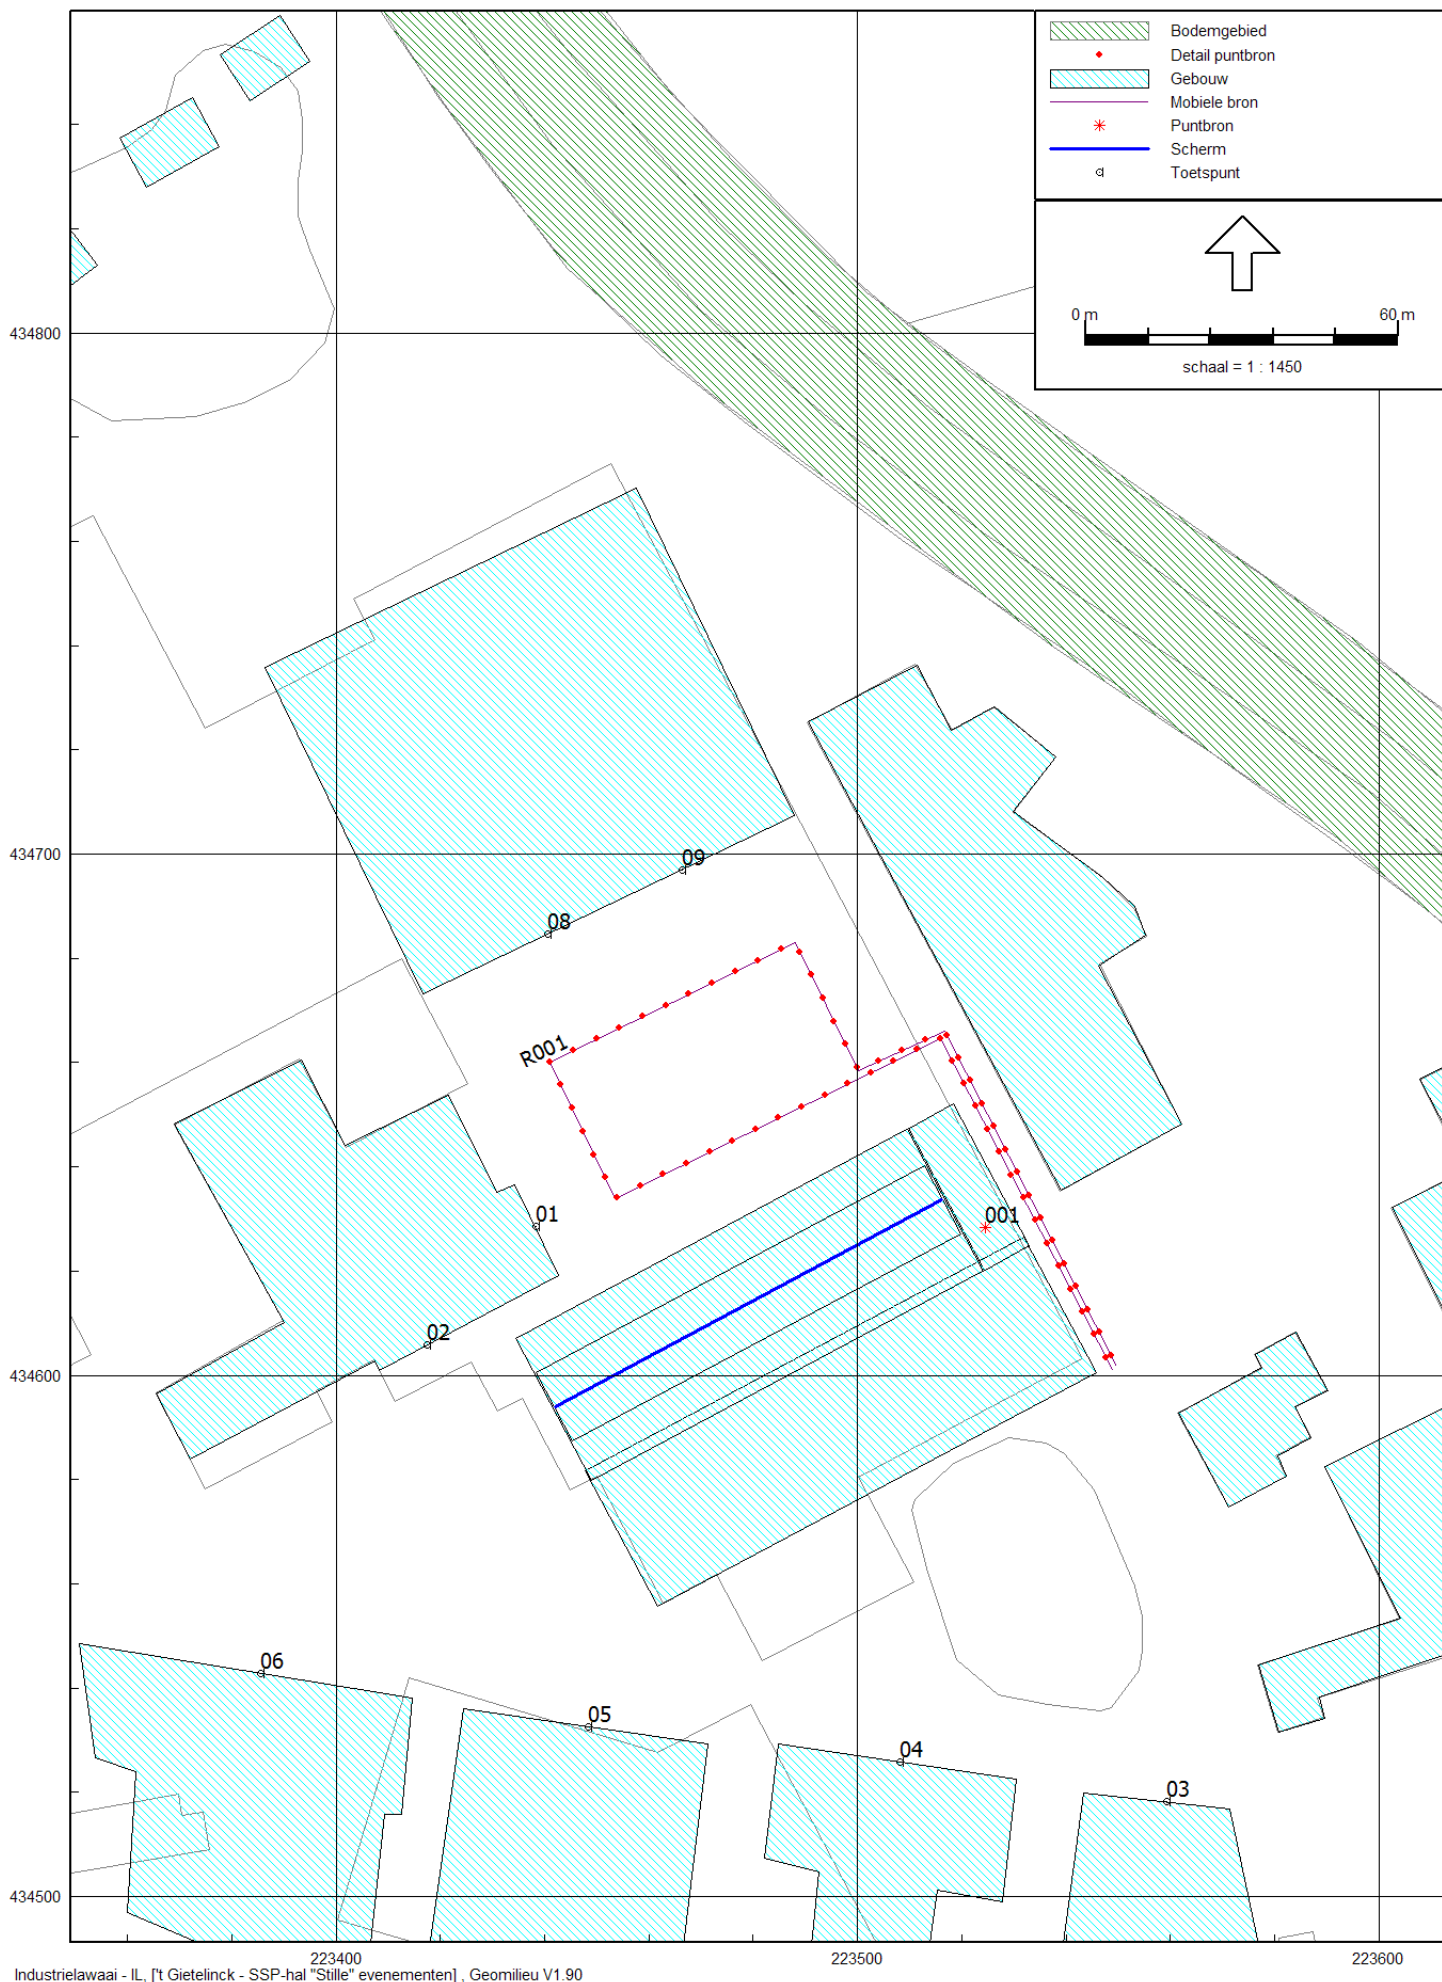 Bodemgebied
Detail puntbron
Gebouw
Mobiele bron
Puntbron
Scherm
Toetspunt
0 m 60 m
schaal = 1 : 1450
434800
434700
09
08
R001
01
001
02
434600
06
05
04
03
434500
223400 223500 223600
Industrielawaai - IL, ['t Gietelinck - SSP-hal "Stille" evenementen] , Geomilieu V1.90